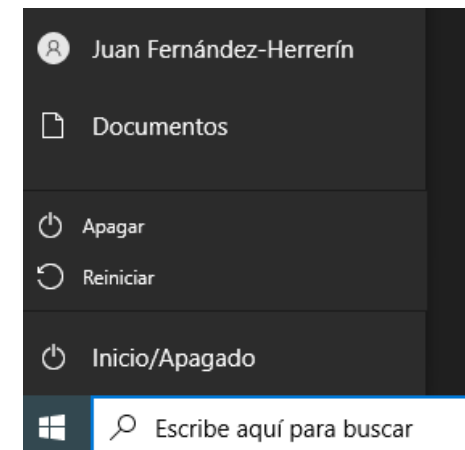 Juan Fernández-Herrerín
Documentos
Apagar
Reiniciar
Inicio/Apagado
Escribe aquí para buscar